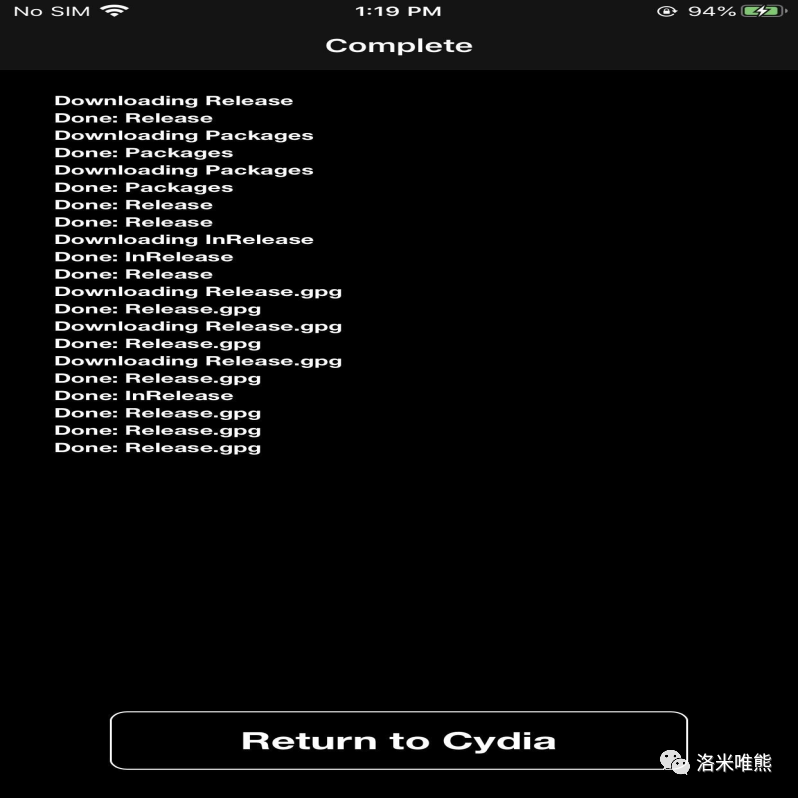 No SIM 1:19 PM 94%
Complete
Downloading Release
Done: Release
Downloading Packages
Done: Packages
Downloading Packages
Done: Packages
Done: Release
Done: Release
Downloading InRelease
Done: InRelease
Done: Release
Downloading Release.gpg
Done: Release.gpg
Downloading Release.gpg
Done: Release.gpg
Downloading Release.gpg
Done: Release.gpg
Done: InRelease
Done: Release.gpg
Done: Release.gpg
Done: Release.gpg
Return to Cydia
洛米唯熊